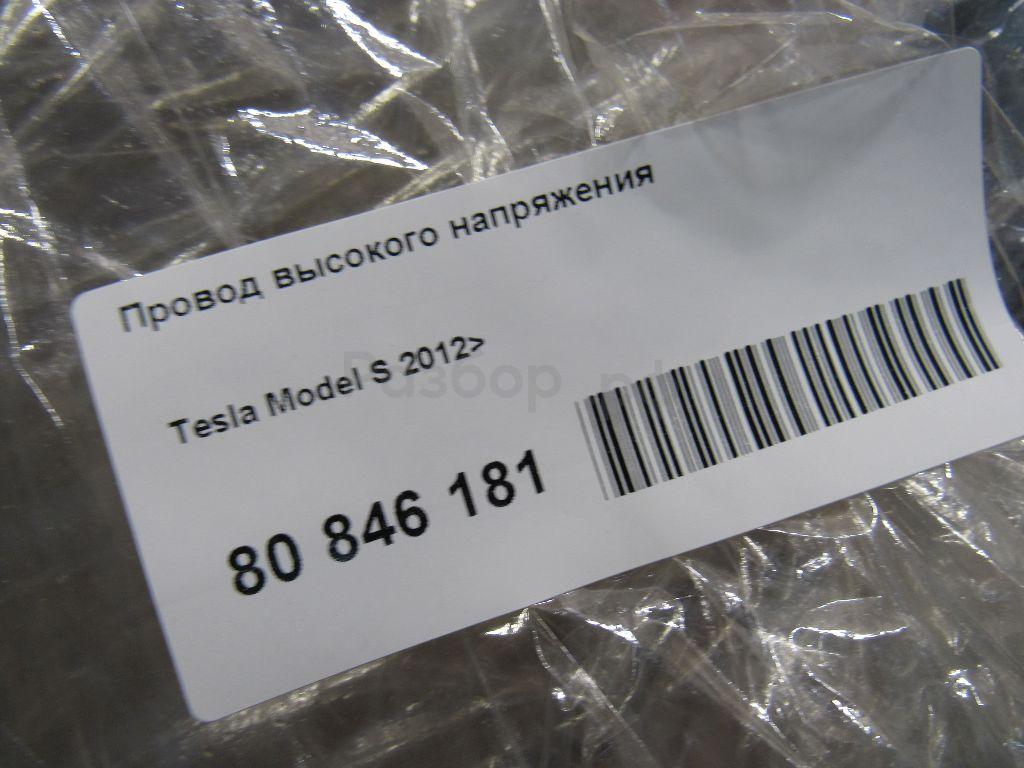 Провод высокого напряжения
Tesla Model S 2012>
80 846 181